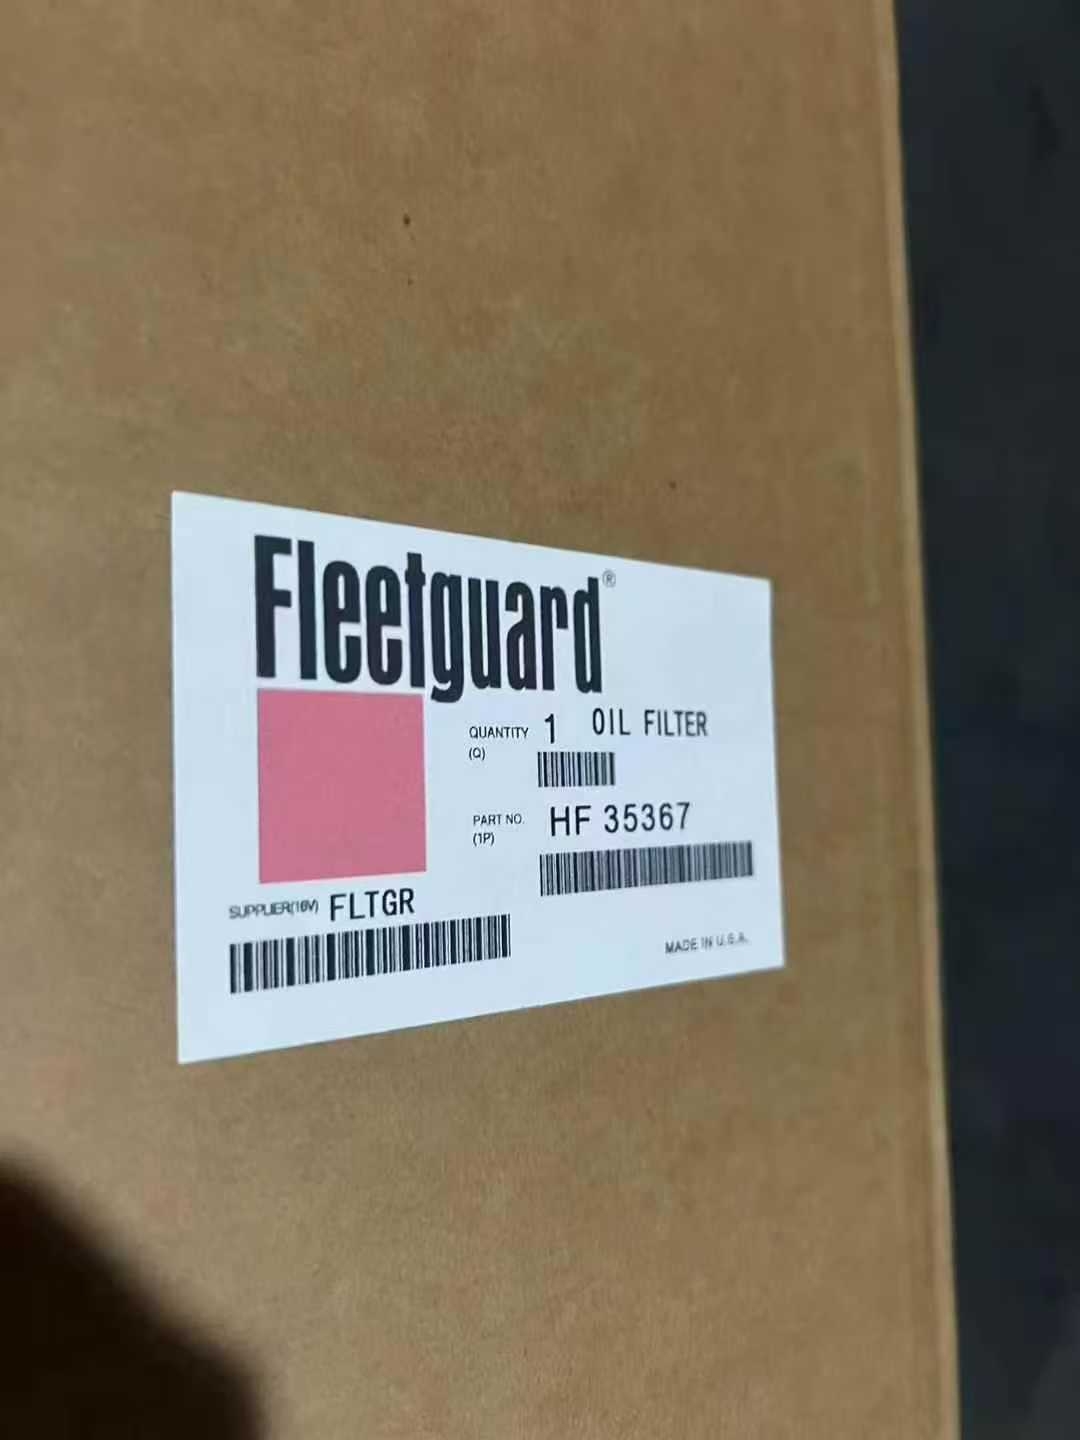 Fleetguard®
QUANTITY 1 OIL FILTER
(Q)
PART NO. HF 35367
(1P)
SUPPLIER(16V) FLTGR
MADE IN U.S.A.